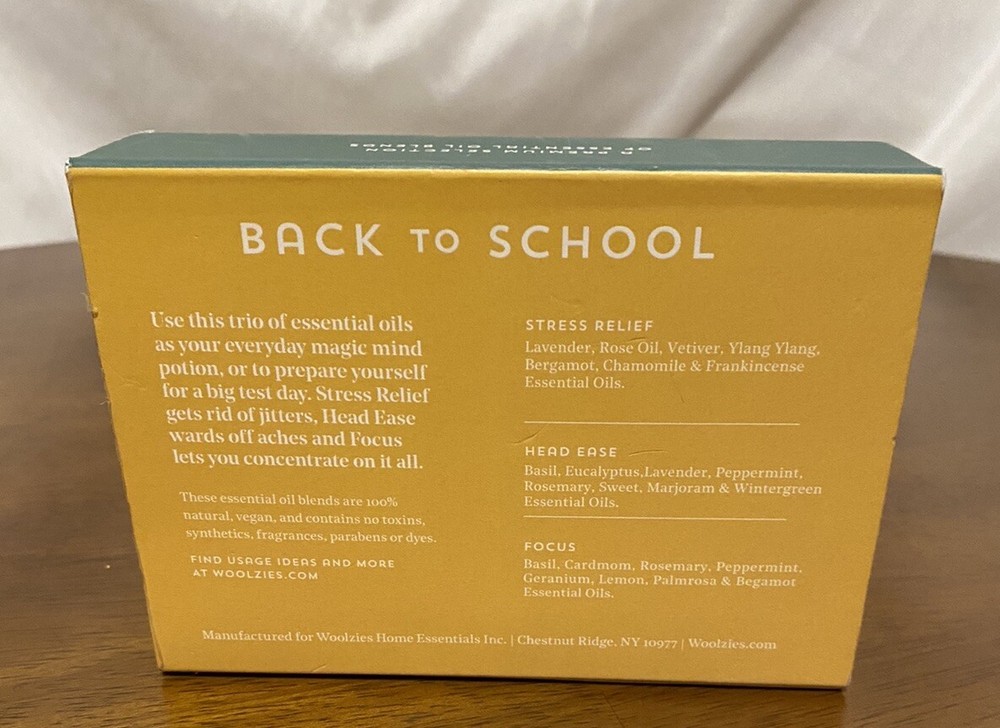 A PREMIUM SELECTION
OF ESSENTIAL OIL BLENDS
BACK TO SCHOOL
Use this trio of essential oils
as your everyday magic mind
potion, or to prepare yourself
for a big test day. Stress Relief
gets rid of jitters, Head Ease
wards off aches and Focus
lets you concentrate on it all.
These essential oil blends are 100%
natural, vegan, and contains no toxins,
synthetics, fragrances, parabens or dyes.
FIND USAGE IDEAS AND MORE
AT WOOLZIES.COM
STRESS RELIEF
Lavender, Rose Oil, Vetiver, Ylang Ylang,
Bergamot, Chamomile & Frankincense
Essential Oils.
HEAD EASE
Basil, Eucalyptus,Lavender, Peppermint,
Rosemary, Sweet, Marjoram & Wintergreen
Essential Oils.
FOCUS
Basil, Cardmom, Rosemary, Peppermint,
Geranium, Lemon, Palmrosa & Begamot
Essential Oils.
Manufactured for Woolzies Home Essentials Inc. | Chestnut Ridge, NY 10977 | Woolzies.com